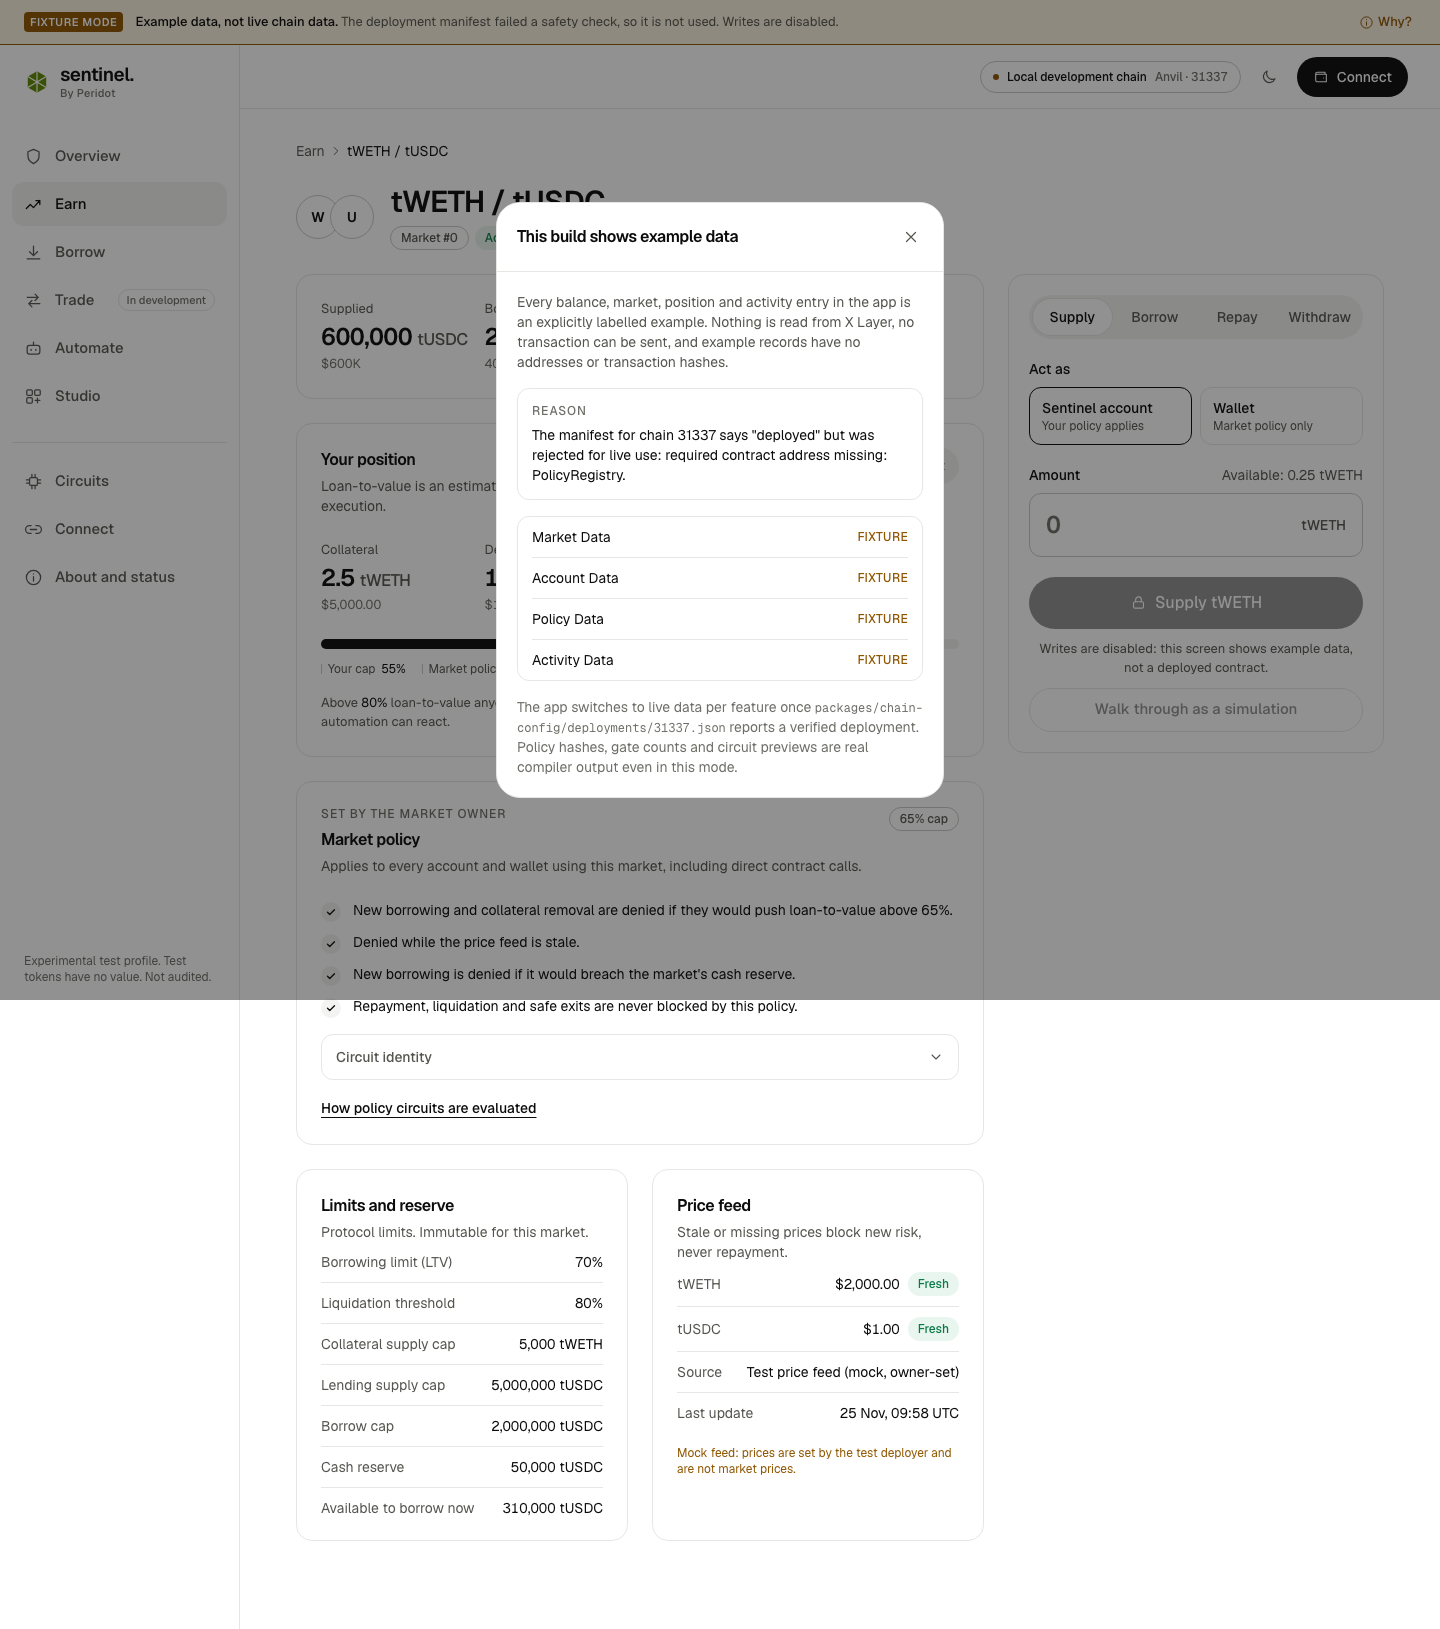 FIXTURE MODE Example data, not live chain data. The deployment manifest failed a safety check, so it is not used. Writes are disabled. Why?
sentinel.
By Peridot
Local development chain Anvil · 31337
Connect
Overview
Earn
Borrow
Trade In development
Automate
Studio
Circuits
Connect
About and status
Experimental test profile. Test
tokens have no value. Not audited.
Earn > tWETH / tUSDC
W U
tWETH / tUSDC
Market #0
Supplied
600,000 tUSDC
$600K
Your position
Loan-to-value is an estimat
execution.
Collateral
2.5 tWETH
$5,000.00
Your cap 55% Market polic
Above 80% loan-to-value any
automation can react.
This build shows example data
Every balance, market, position and activity entry in the app is
an explicitly labelled example. Nothing is read from X Layer, no
transaction can be sent, and example records have no
addresses or transaction hashes.
REASON
The manifest for chain 31337 says "deployed" but was
rejected for live use: required contract address missing:
PolicyRegistry.
Market Data FIXTURE
Account Data FIXTURE
Policy Data FIXTURE
Activity Data FIXTURE
The app switches to live data per feature once packages/chain-
config/deployments/31337.json reports a verified deployment.
Policy hashes, gate counts and circuit previews are real
compiler output even in this mode.
Supply Borrow Repay Withdraw
Act as
Sentinel account
Your policy applies
Wallet
Market policy only
Amount Available: 0.25 tWETH
0 tWETH
Supply tWETH
Writes are disabled: this screen shows example data,
not a deployed contract.
Walk through as a simulation
SET BY THE MARKET OWNER
65% cap
Market policy
Applies to every account and wallet using this market, including direct contract calls.
New borrowing and collateral removal are denied if they would push loan-to-value above 65%.
Denied while the price feed is stale.
New borrowing is denied if it would breach the market's cash reserve.
Repayment, liquidation and safe exits are never blocked by this policy.
Circuit identity
How policy circuits are evaluated
Limits and reserve
Protocol limits. Immutable for this market.
Borrowing limit (LTV) 70%
Liquidation threshold 80%
Collateral supply cap 5,000 tWETH
Lending supply cap 5,000,000 tUSDC
Borrow cap 2,000,000 tUSDC
Cash reserve 50,000 tUSDC
Available to borrow now 310,000 tUSDC
Price feed
Stale or missing prices block new risk,
never repayment.
tWETH $2,000.00 Fresh
tUSDC $1.00 Fresh
Source Test price feed (mock, owner-set)
Last update 25 Nov, 09:58 UTC
Mock feed: prices are set by the test deployer and
are not market prices.